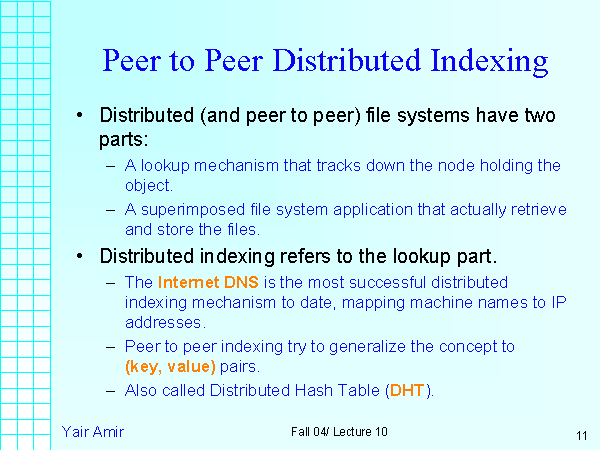 Peer to Peer Distributed Indexing
• Distributed (and peer to peer) file systems have two
parts:
– A lookup mechanism that tracks down the node holding the
object.
– A superimposed file system application that actually retrieve
and store the files.
• Distributed indexing refers to the lookup part.
– The Internet DNS is the most successful distributed
indexing mechanism to date, mapping machine names to IP
addresses.
– Peer to peer indexing try to generalize the concept to
(key, value) pairs.
– Also called Distributed Hash Table (DHT).
Yair Amir
Fall 04/ Lecture 10
11